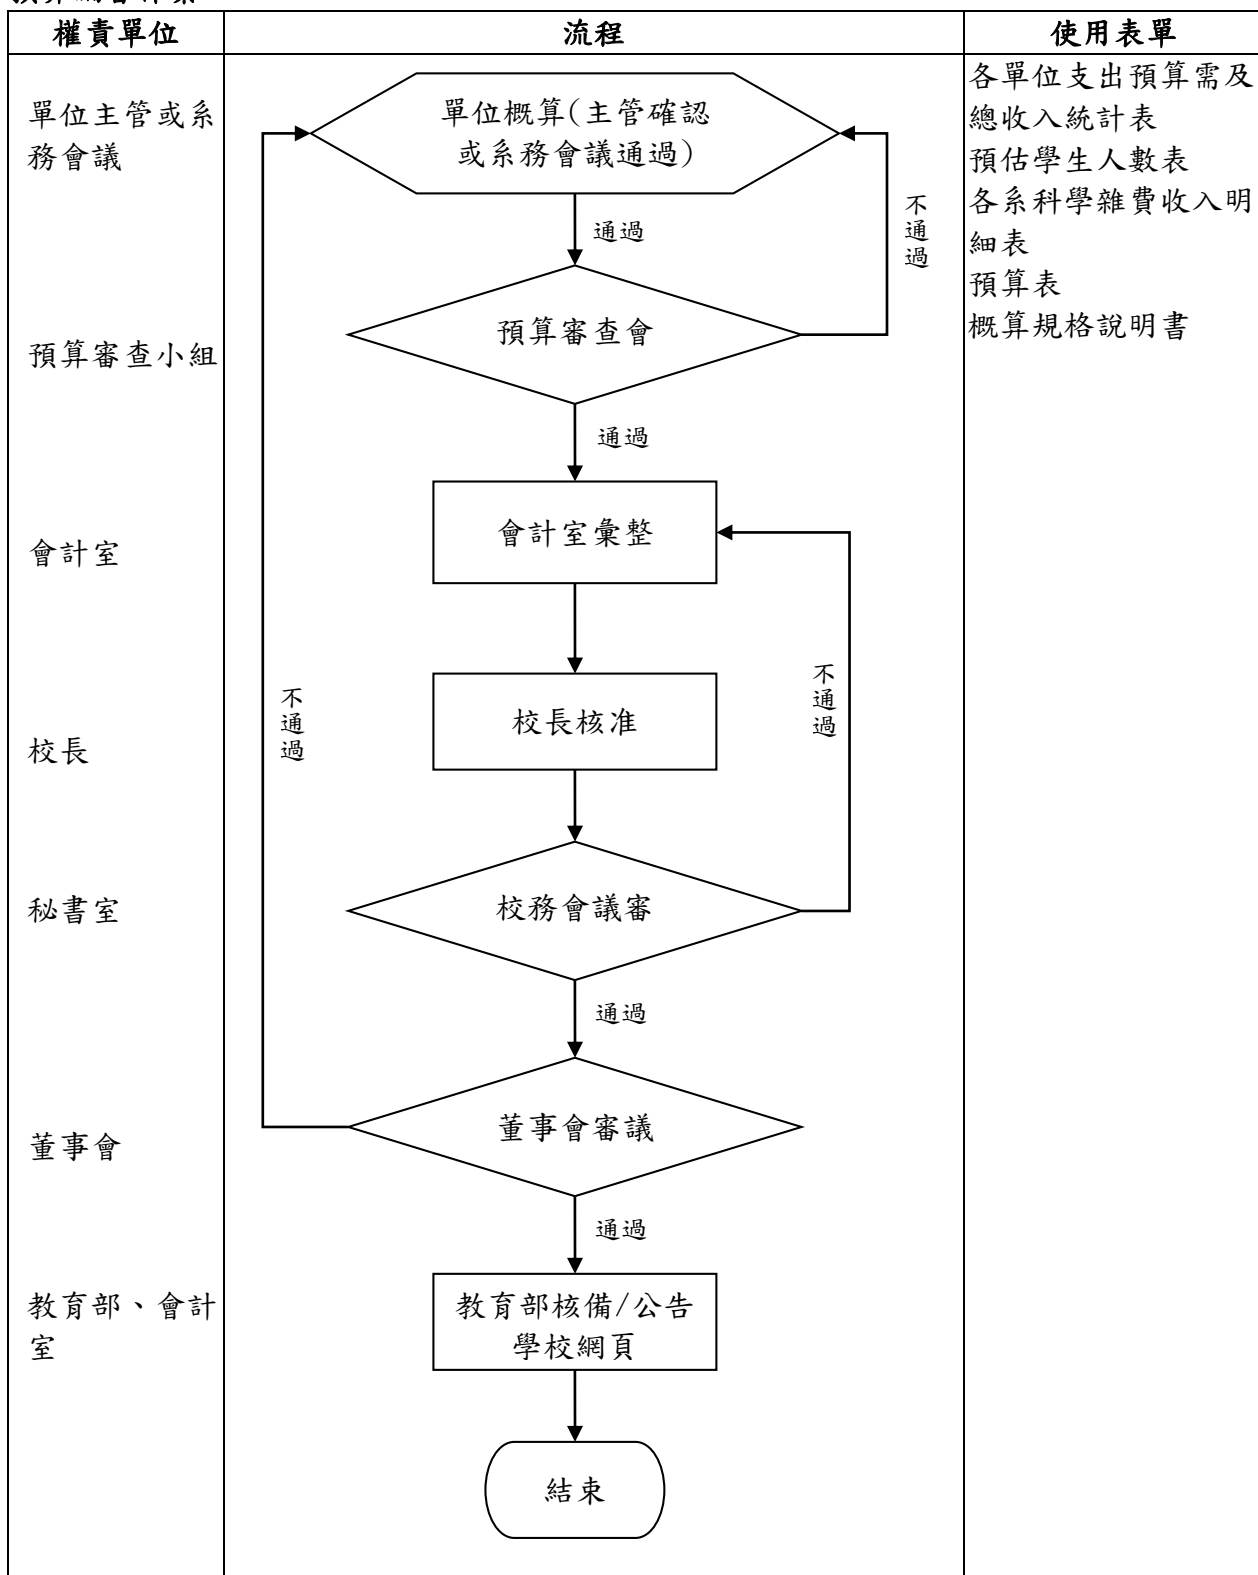 權責單位
流程
使用表單
單位主管或系
務會議
單位概算(主管確認
或系務會議通過)
各單位支出預算需及
總收入統計表
預估學生人數表
各系科學雜費收入明
細表
預算表
概算規格說明書
通過
不通過
預算審查小組
預算審查會
通過
會計室
會計室彙整
不通過
不通過
校長
校長核准
秘書室
校務會議審
通過
董事會
董事會審議
通過
教育部、會計
室
教育部核備/公告
學校網頁
結束